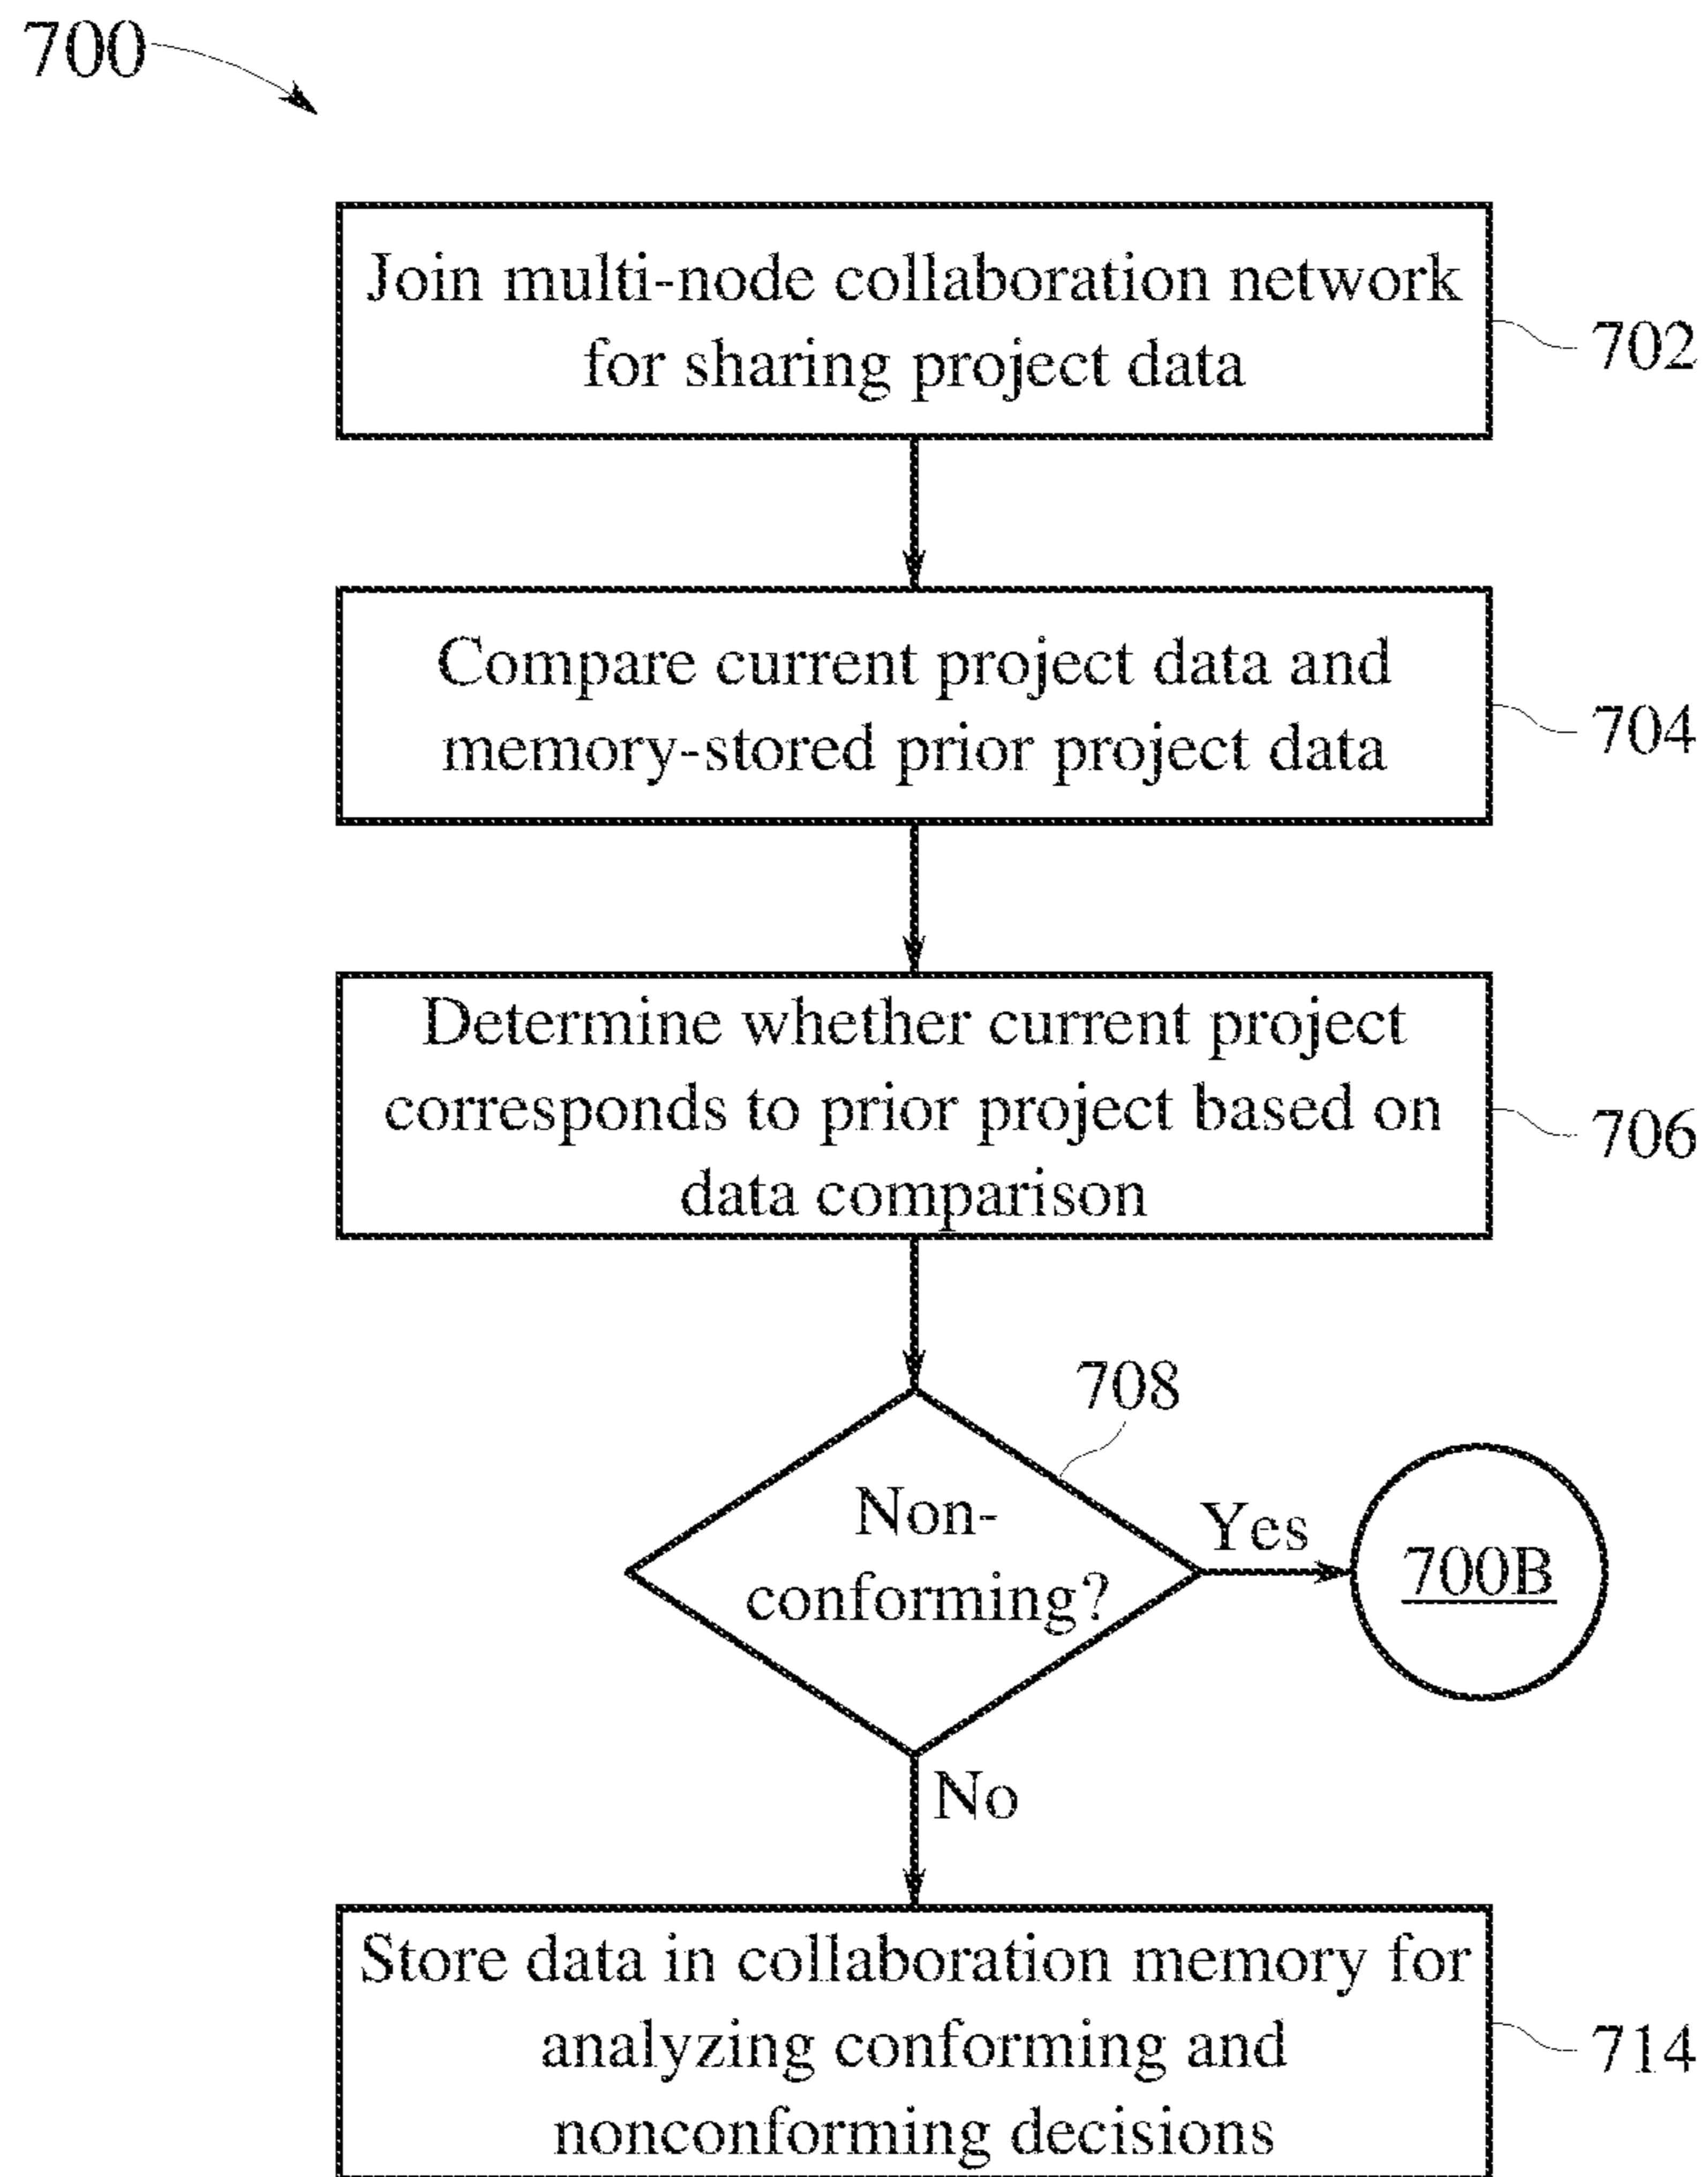 700
Join multi-node collaboration network
for sharing project data
702
Compare current project data and
memory-stored prior project data
704
Determine whether current project
corresponds to prior project based on
data comparison
706
708
Non-
conforming?
Yes
700B
No
Store data in collaboration memory for
analyzing conforming and
nonconforming decisions
714